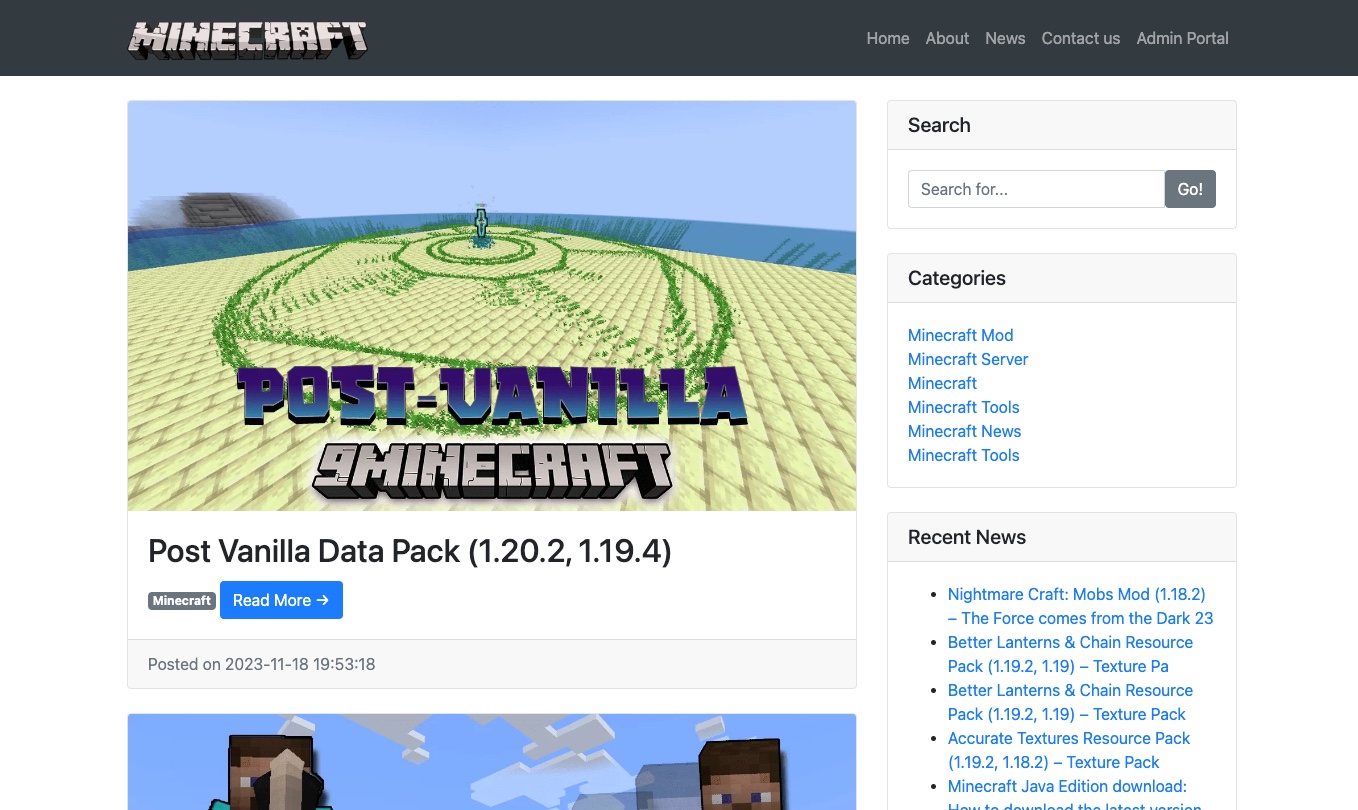 MINECRAFT
Home About News Contact us Admin Portal
POST-VANILLA
9MINECRAFT
Post Vanilla Data Pack (1.20.2, 1.19.4)
Minecraft Read More →
Posted on 2023-11-18 19:53:18
Search
Search for... Go!
Categories
Minecraft Mod
Minecraft Server
Minecraft
Minecraft Tools
Minecraft News
Minecraft Tools
Recent News
• Nightmare Craft: Mobs Mod (1.18.2)
– The Force comes from the Dark 23
• Better Lanterns & Chain Resource
Pack (1.19.2, 1.19) – Texture Pa
• Better Lanterns & Chain Resource
Pack (1.19.2, 1.19) – Texture Pack
• Accurate Textures Resource Pack
(1.19.2, 1.18.2) – Texture Pack
• Minecraft Java Edition download:
How to download the latest version